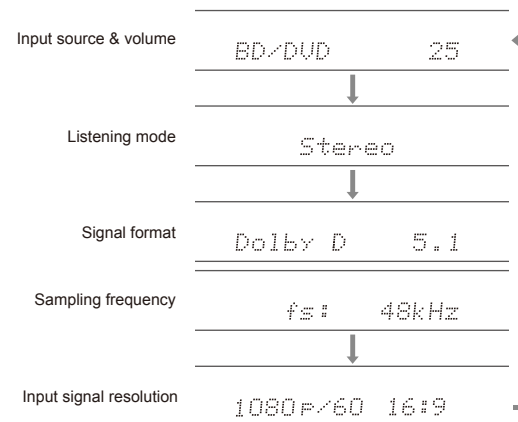 Input source & volume
BD/DVD 25
Listening mode
Stereo
Signal format
Dolby D 5.1
Sampling frequency
fs: 48kHz
Input signal resolution
1080p/60 16:9